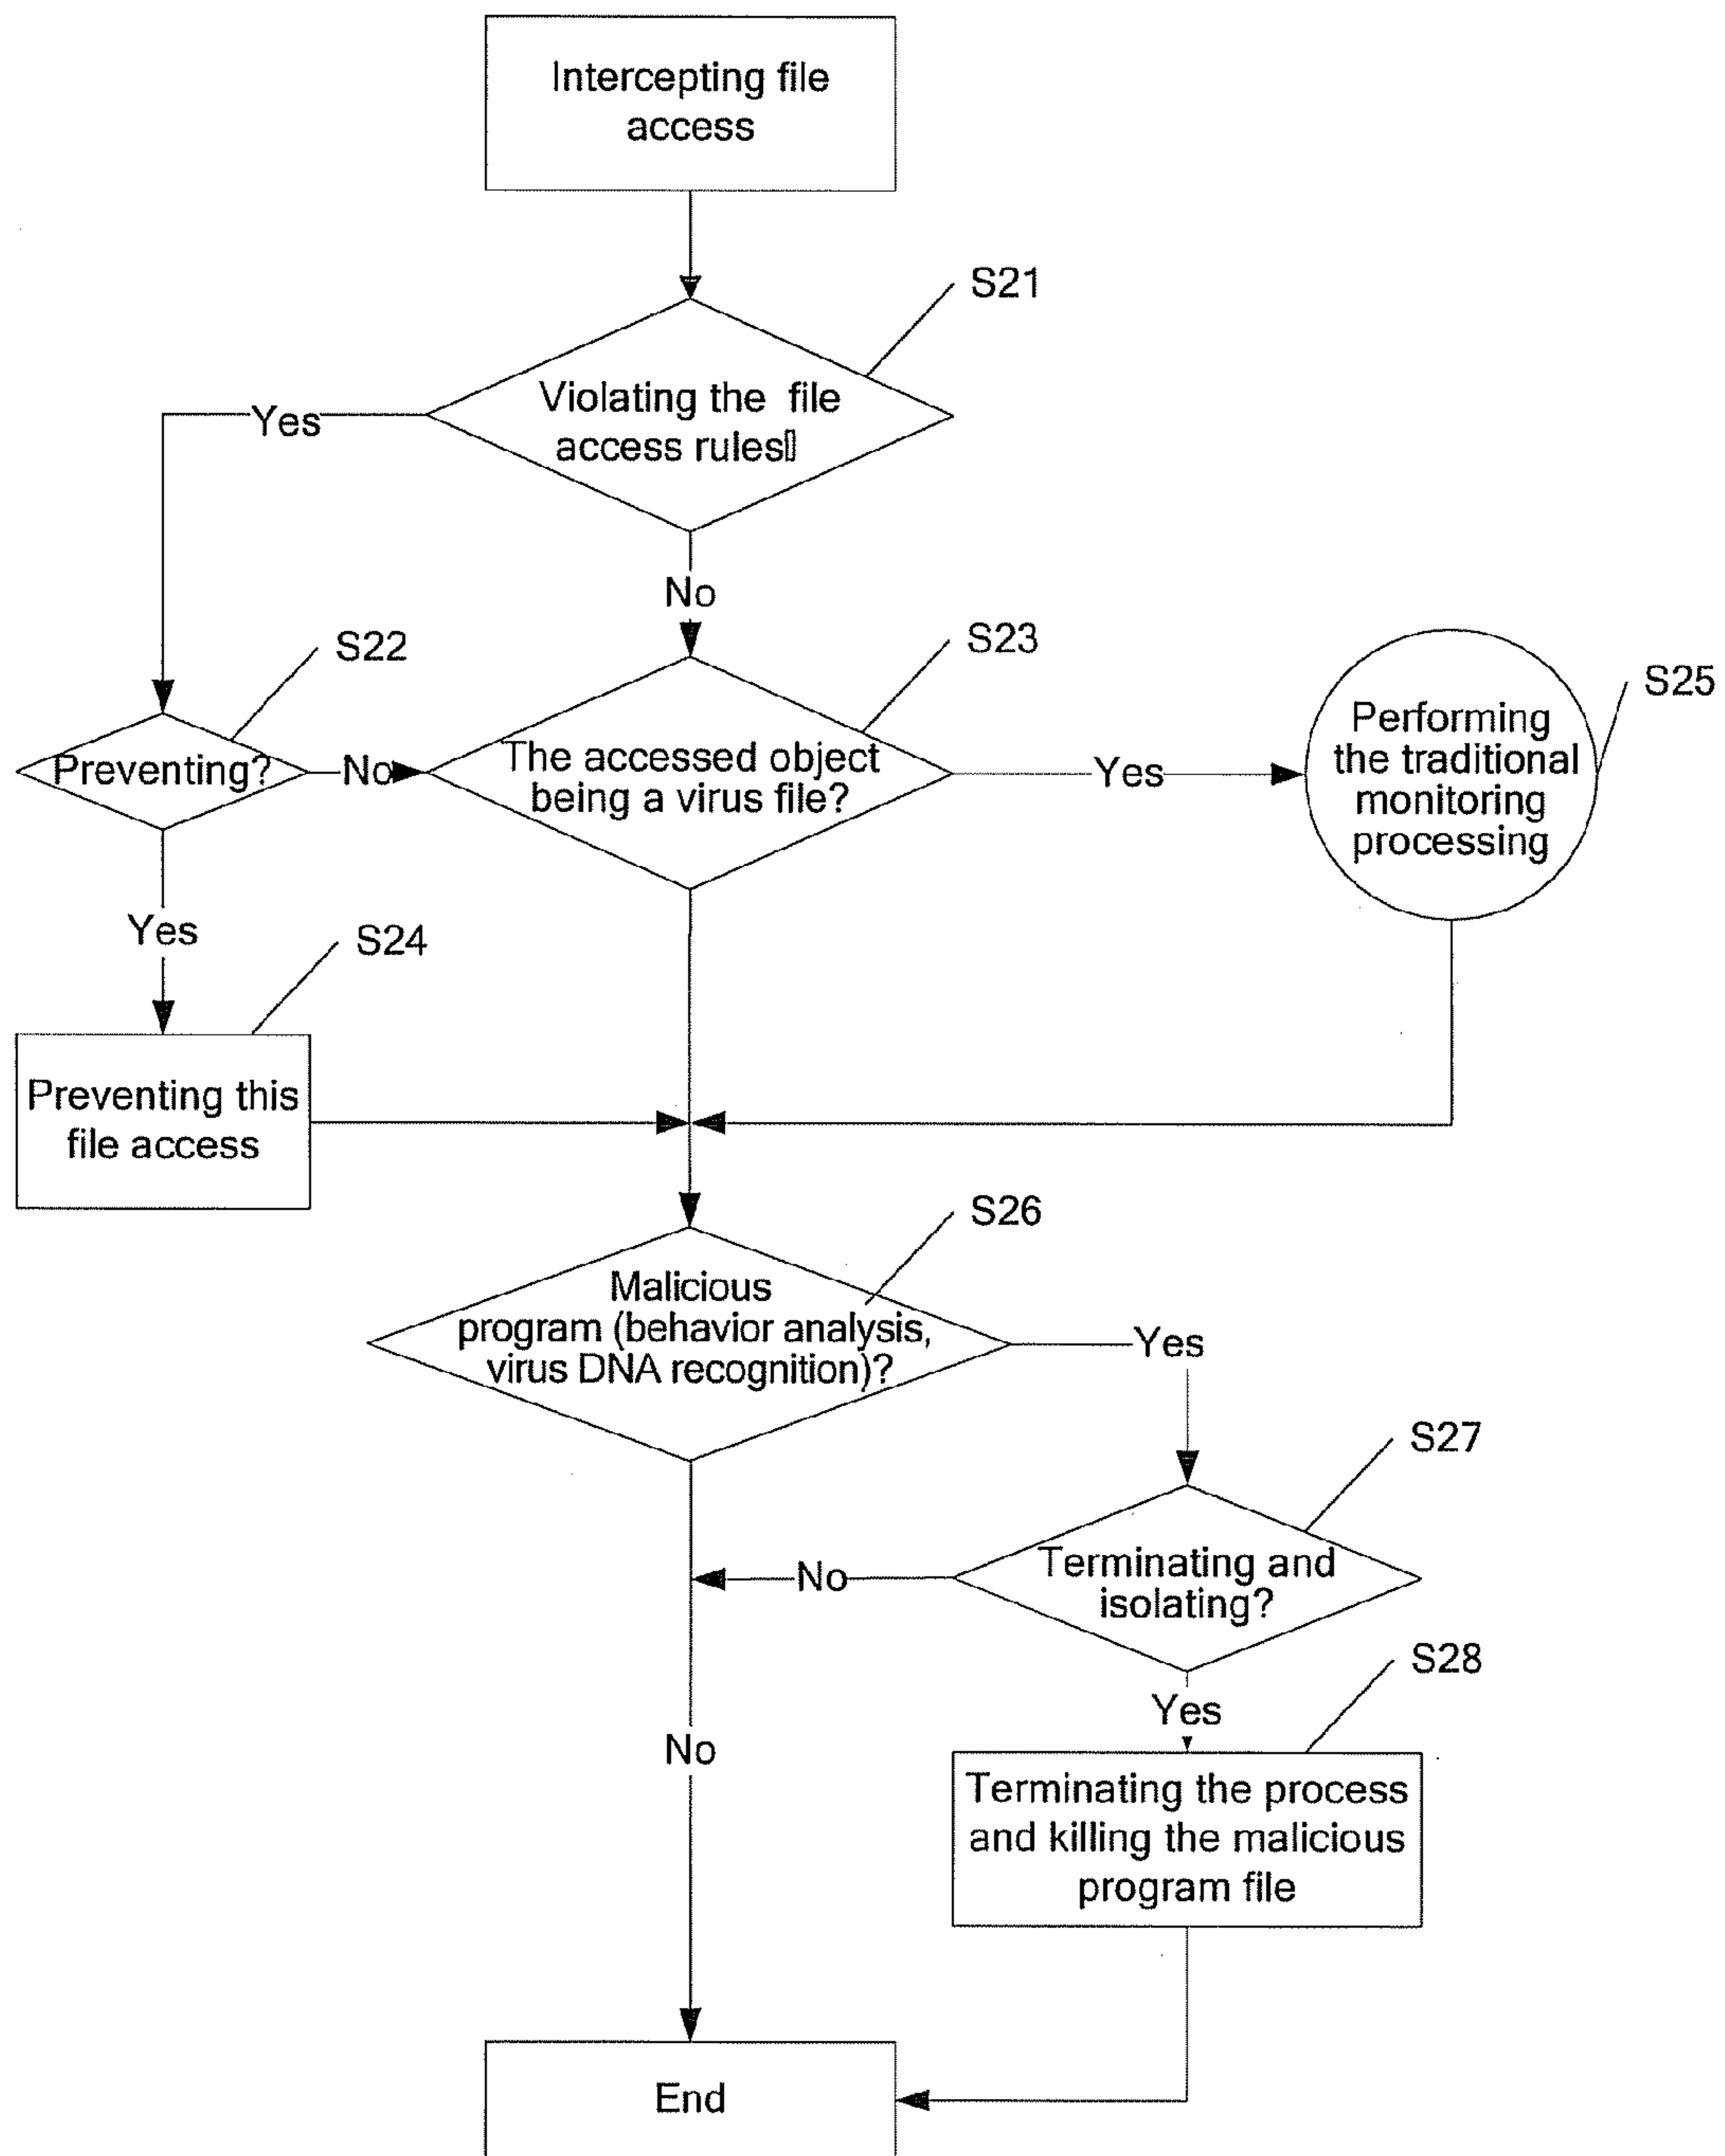 Intercepting file
access
S21
Violating the file
access rules
Yes
No
S22
S23
S25
Preventing?
No
The accessed object
being a virus file?
Yes
Performing
the traditional
monitoring
processing
Yes
S24
Preventing this
file access
S26
Malicious
program (behavior analysis,
virus DNA recognition)?
Yes
S27
Terminating and
isolating?
No
S28
Yes
No
Terminating the process
and killing the malicious
program file
End